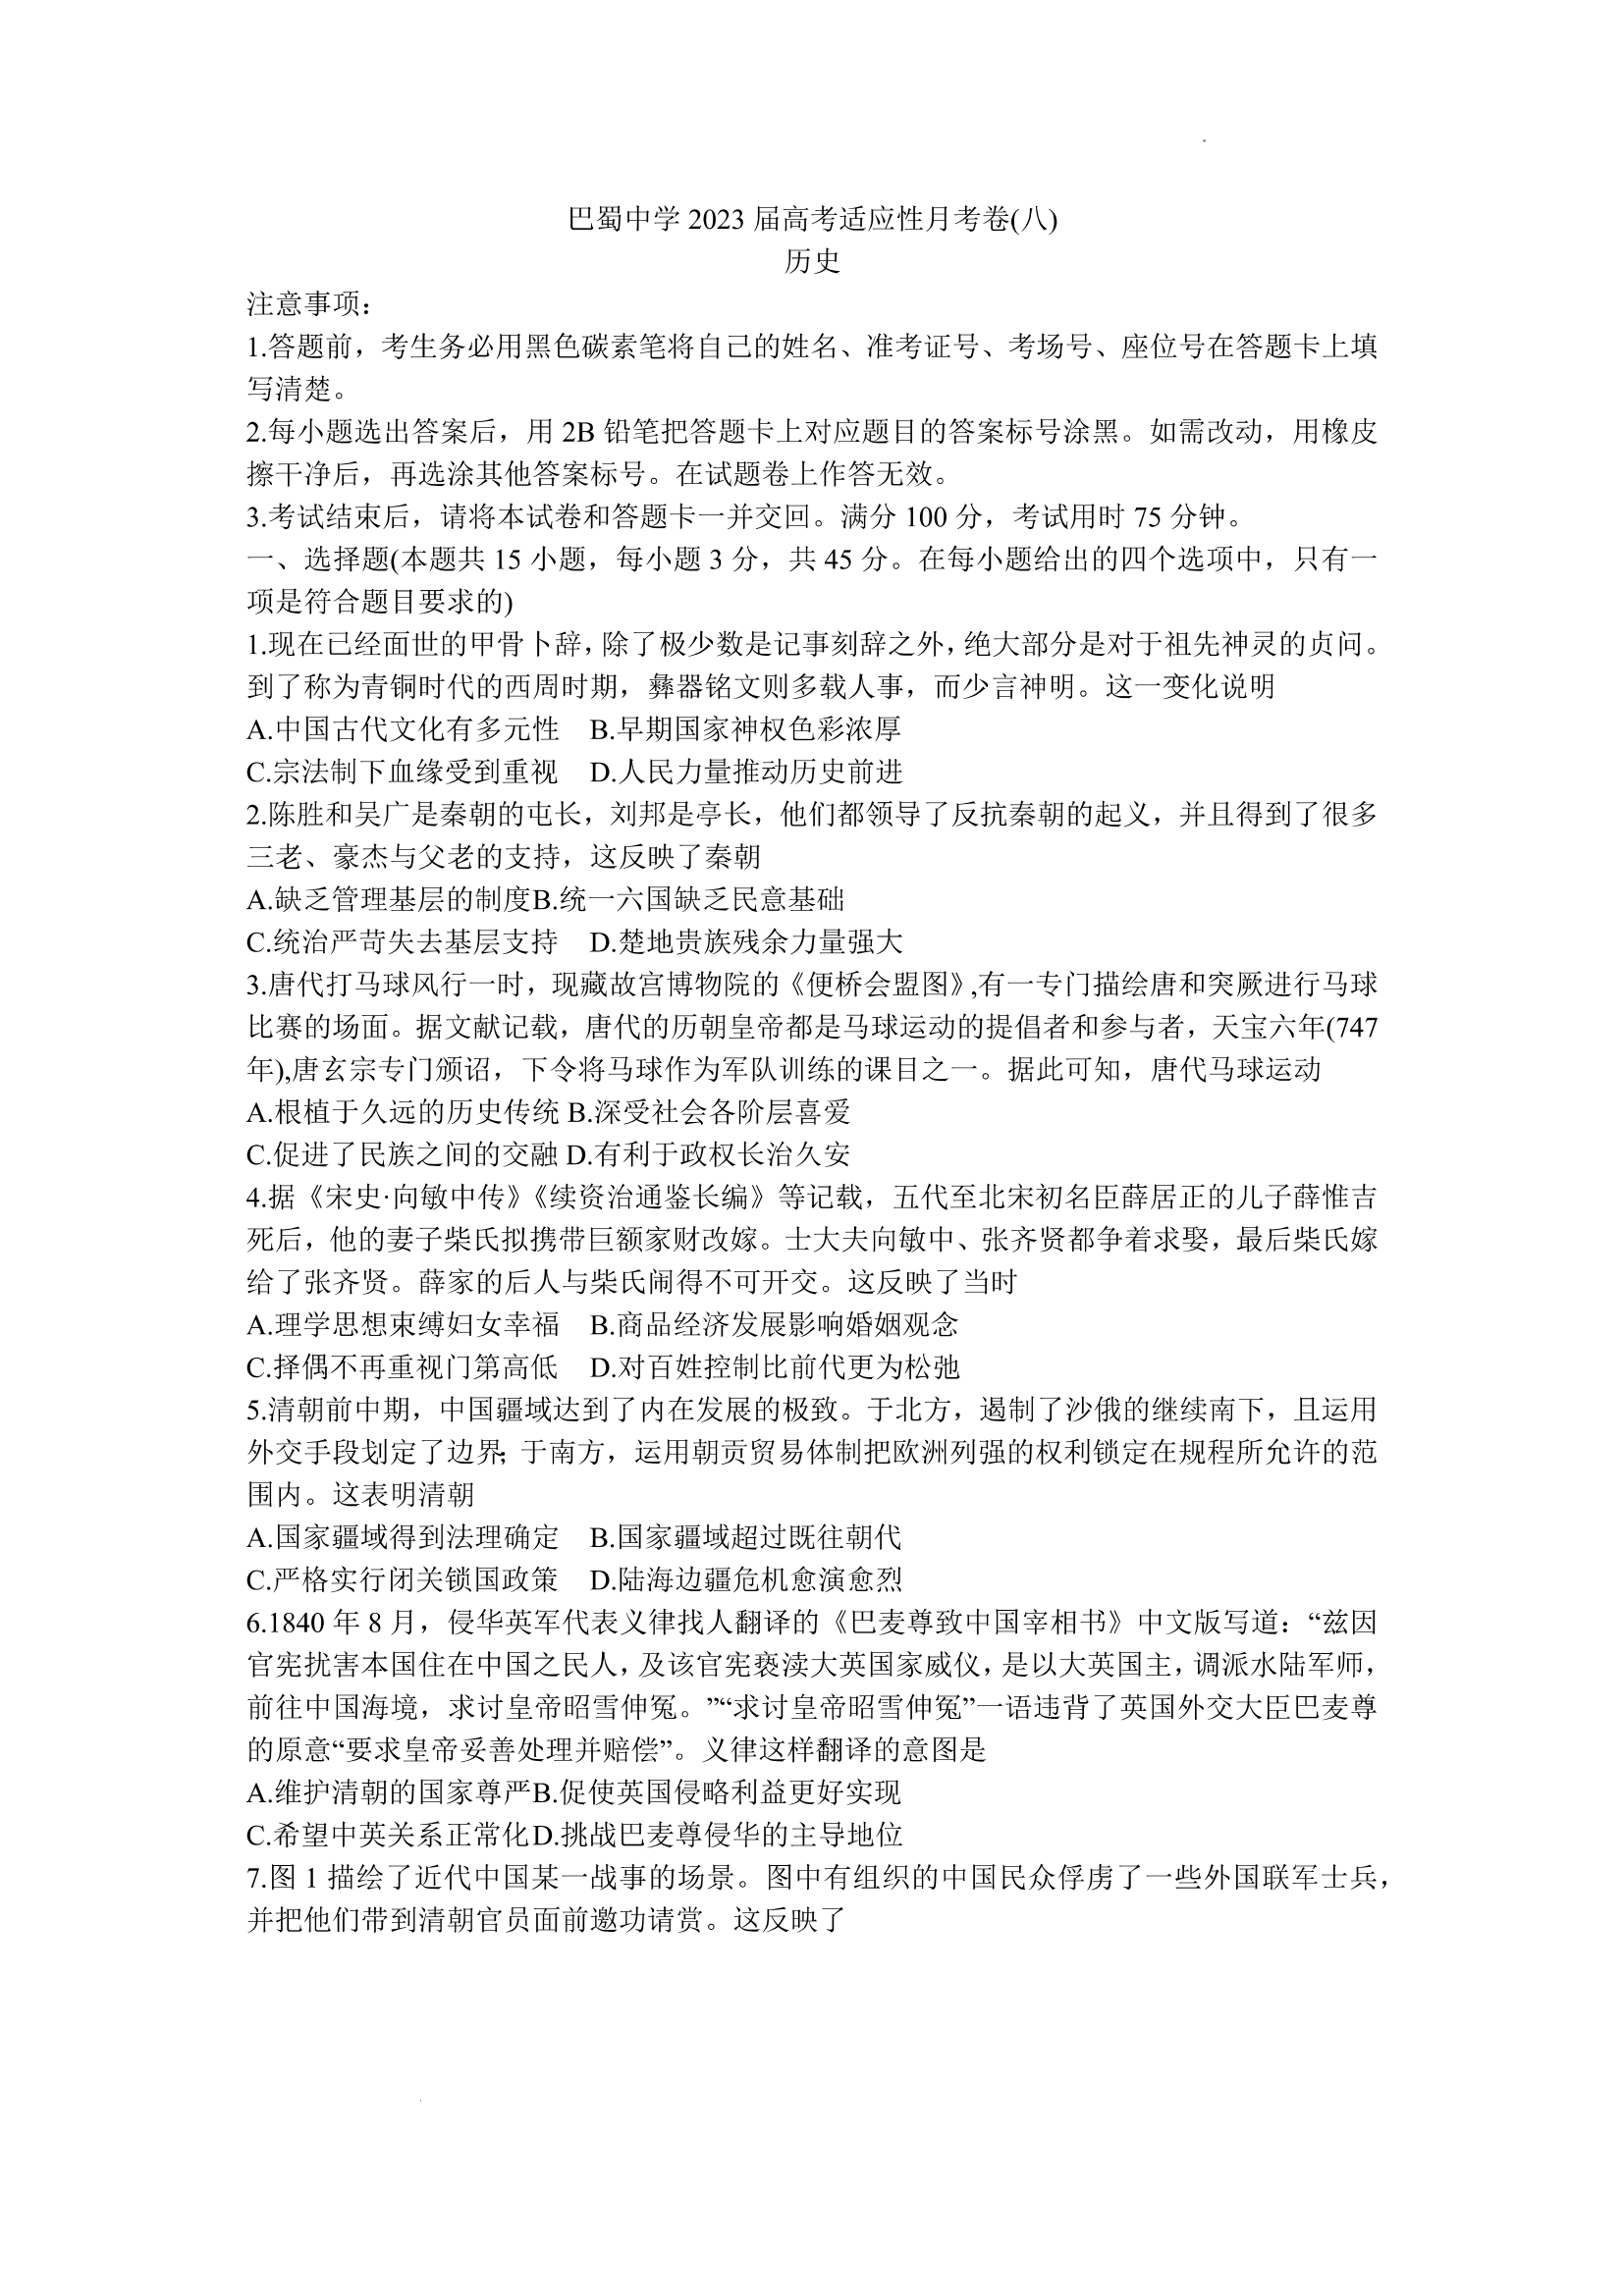 巴蜀中学 2023 届高考适应性月考卷(八)
历史
注意事项：
1.答题前，考生务必用黑色碳素笔将自己的姓名、准考证号、考场号、座位号在答题卡上填
写清楚。
2.每小题选出答案后，用 2B 铅笔把答题卡上对应题目的答案标号涂黑。如需改动，用橡皮
擦干净后，再选涂其他答案标号。在试题卷上作答无效。
3.考试结束后，请将本试卷和答题卡一并交回。满分 100 分，考试用时 75 分钟。
一、选择题(本题共 15 小题，每小题 3 分，共 45 分。在每小题给出的四个选项中，只有一
项是符合题目要求的)
1.现在已经面世的甲骨卜辞，除了极少数是记事刻辞之外，绝大部分是对于祖先神灵的贞问。
到了称为青铜时代的西周时期，彝器铭文则多载人事，而少言神明。这一变化说明
A.中国古代文化有多元性 B.早期国家神权色彩浓厚
C.宗法制下血缘受到重视 D.人民力量推动历史前进
2.陈胜和吴广是秦朝的屯长，刘邦是亭长，他们都领导了反抗秦朝的起义，并且得到了很多
三老、豪杰与父老的支持，这反映了秦朝
A.缺乏管理基层的制度B.统一六国缺乏民意基础
C.统治严苛失去基层支持 D.楚地贵族残余力量强大
3.唐代打马球风行一时，现藏故宫博物院的《便桥会盟图》,有一专门描绘唐和突厥进行马球
比赛的场面。据文献记载，唐代的历朝皇帝都是马球运动的提倡者和参与者，天宝六年(747
年),唐玄宗专门颁诏，下令将马球作为军队训练的课目之一。据此可知，唐代马球运动
A.根植于久远的历史传统 B.深受社会各阶层喜爱
C.促进了民族之间的交融 D.有利于政权长治久安
4.据《宋史·向敏中传》《续资治通鉴长编》等记载，五代至北宋初名臣薛居正的儿子薛惟吉
死后，他的妻子柴氏拟携带巨额家财改嫁。士大夫向敏中、张齐贤都争着求娶，最后柴氏嫁
给了张齐贤。薛家的后人与柴氏闹得不可开交。这反映了当时
A.理学思想束缚妇女幸福 B.商品经济发展影响婚姻观念
C.择偶不再重视门第高低 D.对百姓控制比前代更为松弛
5.清朝前中期，中国疆域达到了内在发展的极致。于北方，遏制了沙俄的继续南下，且运用
外交手段划定了边界；于南方，运用朝贡贸易体制把欧洲列强的权利锁定在规程所允许的范
围内。这表明清朝
A.国家疆域得到法理确定 B.国家疆域超过既往朝代
C.严格实行闭关锁国政策 D.陆海边疆危机愈演愈烈
6.1840 年 8 月，侵华英军代表义律找人翻译的《巴麦尊致中国宰相书》中文版写道：“兹因
官宪扰害本国住在中国之民人，及该官宪亵渎大英国家威仪，是以大英国主，调派水陆军师，
前往中国海境，求讨皇帝昭雪伸冤。”“求讨皇帝昭雪伸冤”一语违背了英国外交大臣巴麦尊
的原意“要求皇帝妥善处理并赔偿”。义律这样翻译的意图是
A.维护清朝的国家尊严B.促使英国侵略利益更好实现
C.希望中英关系正常化D.挑战巴麦尊侵华的主导地位
7.图 1 描绘了近代中国某一战事的场景。图中有组织的中国民众俘虏了一些外国联军士兵，
并把他们带到清朝官员面前邀功请赏。这反映了